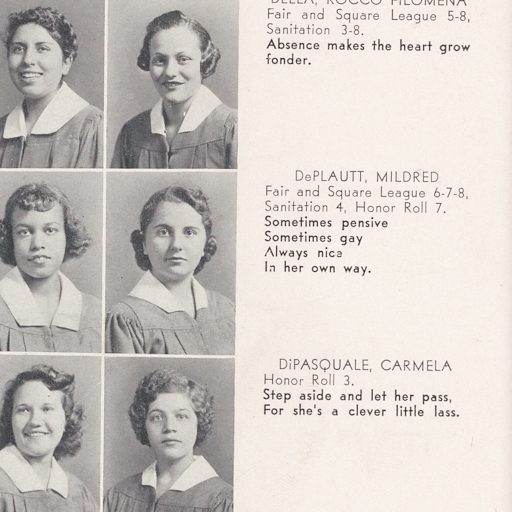 DELLA, ROCCO FILOMENA
Fair and Square League 5-8,
Sanitation 3-8.
Absence makes the heart grow
fonder.
DePLAUTT, MILDRED
Fair and Square League 6-7-8,
Sanitation 4, Honor Roll 7.
Sometimes pensive
Sometimes gay
Always nice
In her own way.
DiPASQUALE, CARMELA
Honor Roll 3.
Step aside and let her pass,
For she's a clever little lass.